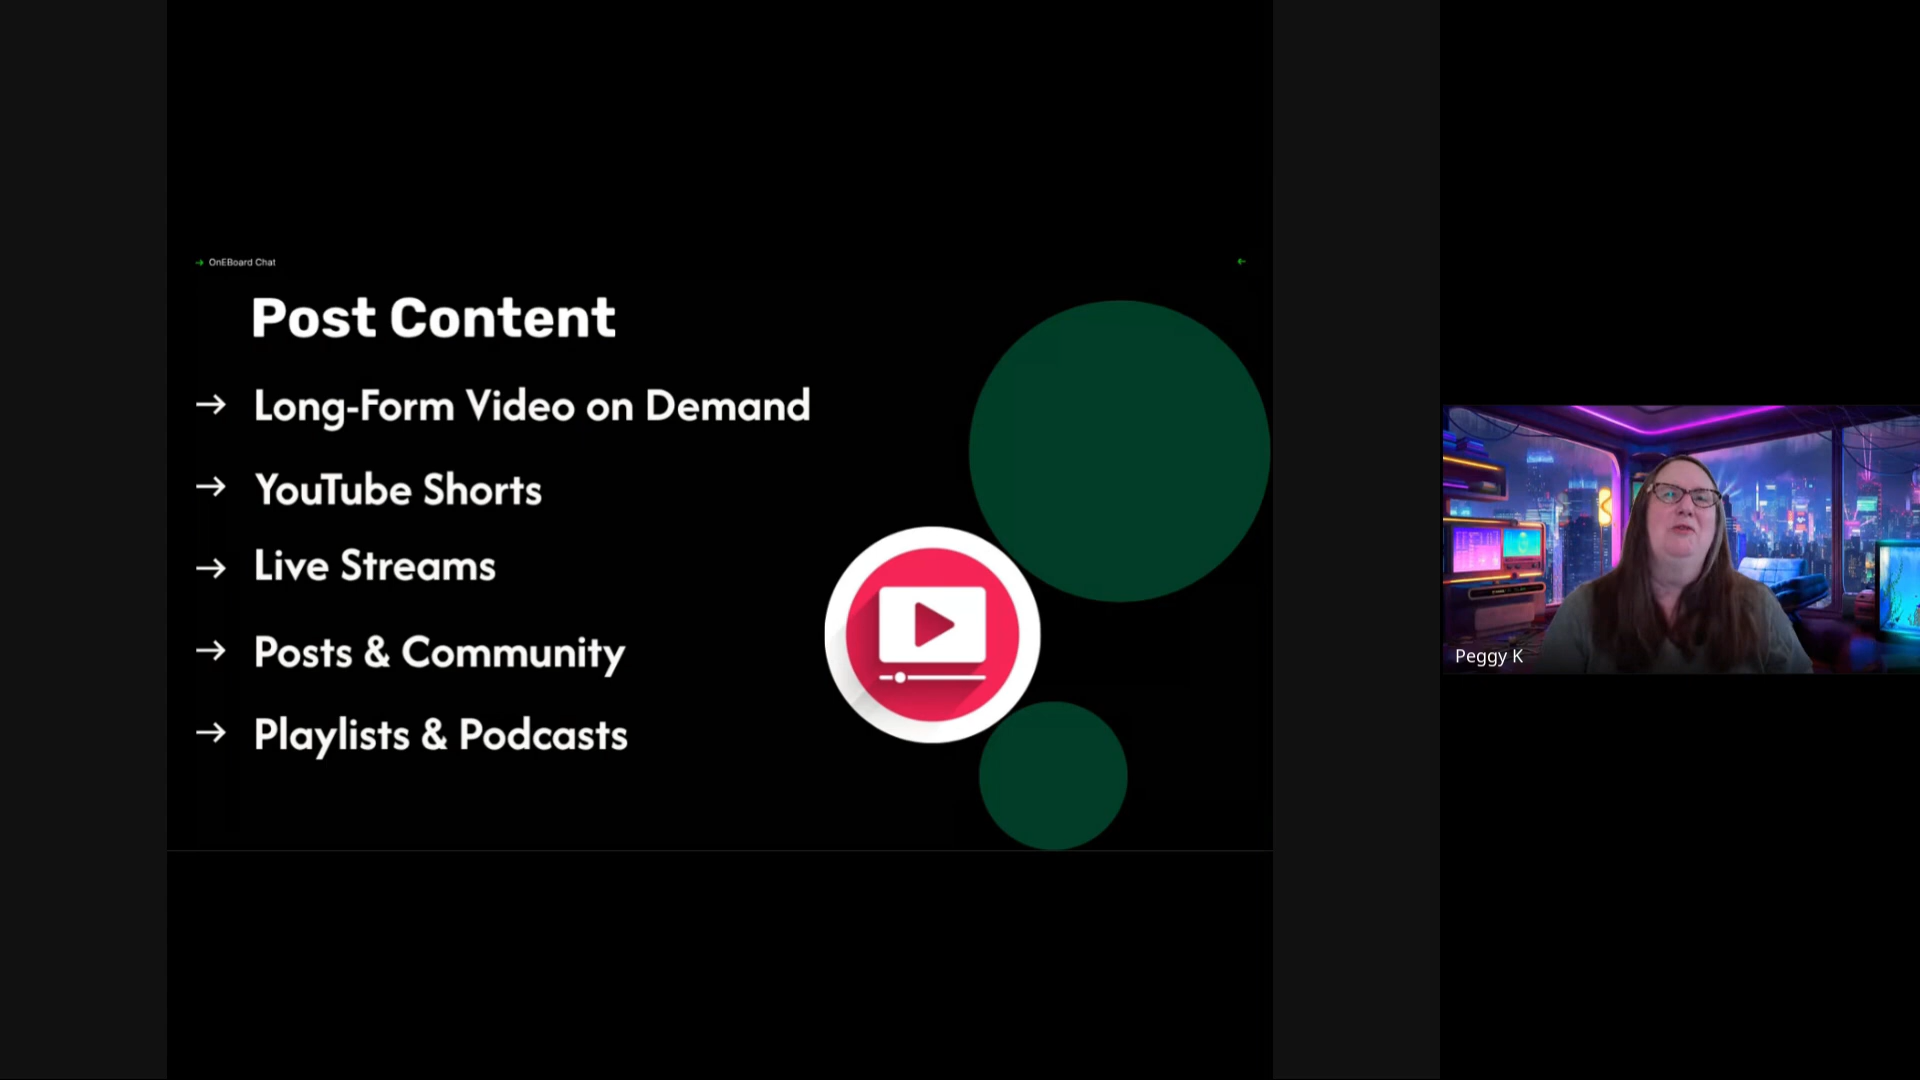 → OnEBoard Chat ←
Post Content
→ Long-Form Video on Demand
→ YouTube Shorts
→ Live Streams
→ Posts & Community
→ Playlists & Podcasts
Peggy K